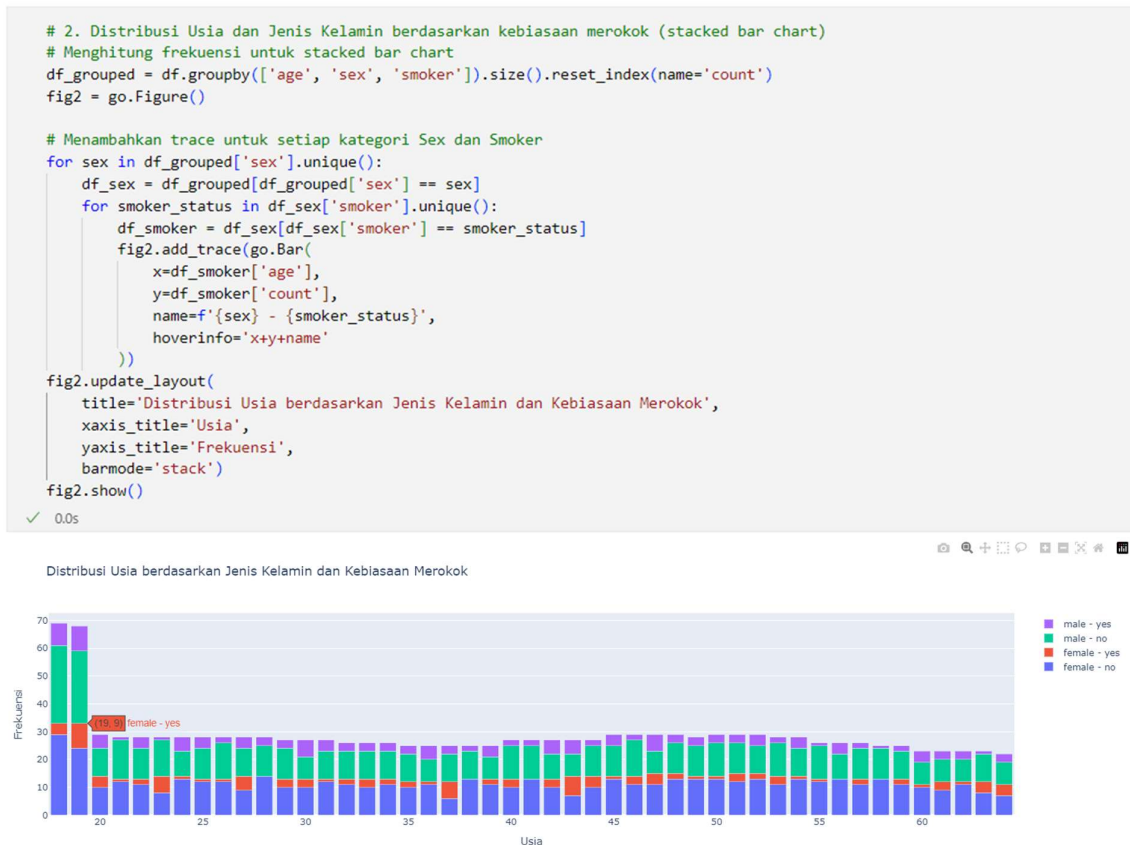 # 2. Distribusi Usia dan Jenis Kelamin berdasarkan kebiasaan merokok (stacked bar chart)
# Menghitung frekuensi untuk stacked bar chart
df_grouped = df.groupby(['age', 'sex', 'smoker']).size().reset_index(name='count')
fig2 = go.Figure()

# Menambahkan trace untuk setiap kategori Sex dan Smoker
for sex in df_grouped['sex'].unique():
    df_sex = df_grouped[df_grouped['sex'] == sex]
    for smoker_status in df_sex['smoker'].unique():
        df_smoker = df_sex[df_sex['smoker'] == smoker_status]
        fig2.add_trace(go.Bar(
            x=df_smoker['age'],
            y=df_smoker['count'],
            name=f'{sex} - {smoker_status}',
            hoverinfo='x+y+name'
        ))
fig2.update_layout(
    title='Distribusi Usia berdasarkan Jenis Kelamin dan Kebiasaan Merokok',
    xaxis_title='Usia',
    yaxis_title='Frekuensi',
    barmode='stack')
fig2.show()
✓ 0.0s
Distribusi Usia berdasarkan Jenis Kelamin dan Kebiasaan Merokok
70
60
50
40
30
20
10
0
Frekuensi
(19, 9) female - yes
male - yes
male - no
female - yes
female - no
20 25 30 35 40 45 50 55 60
Usia